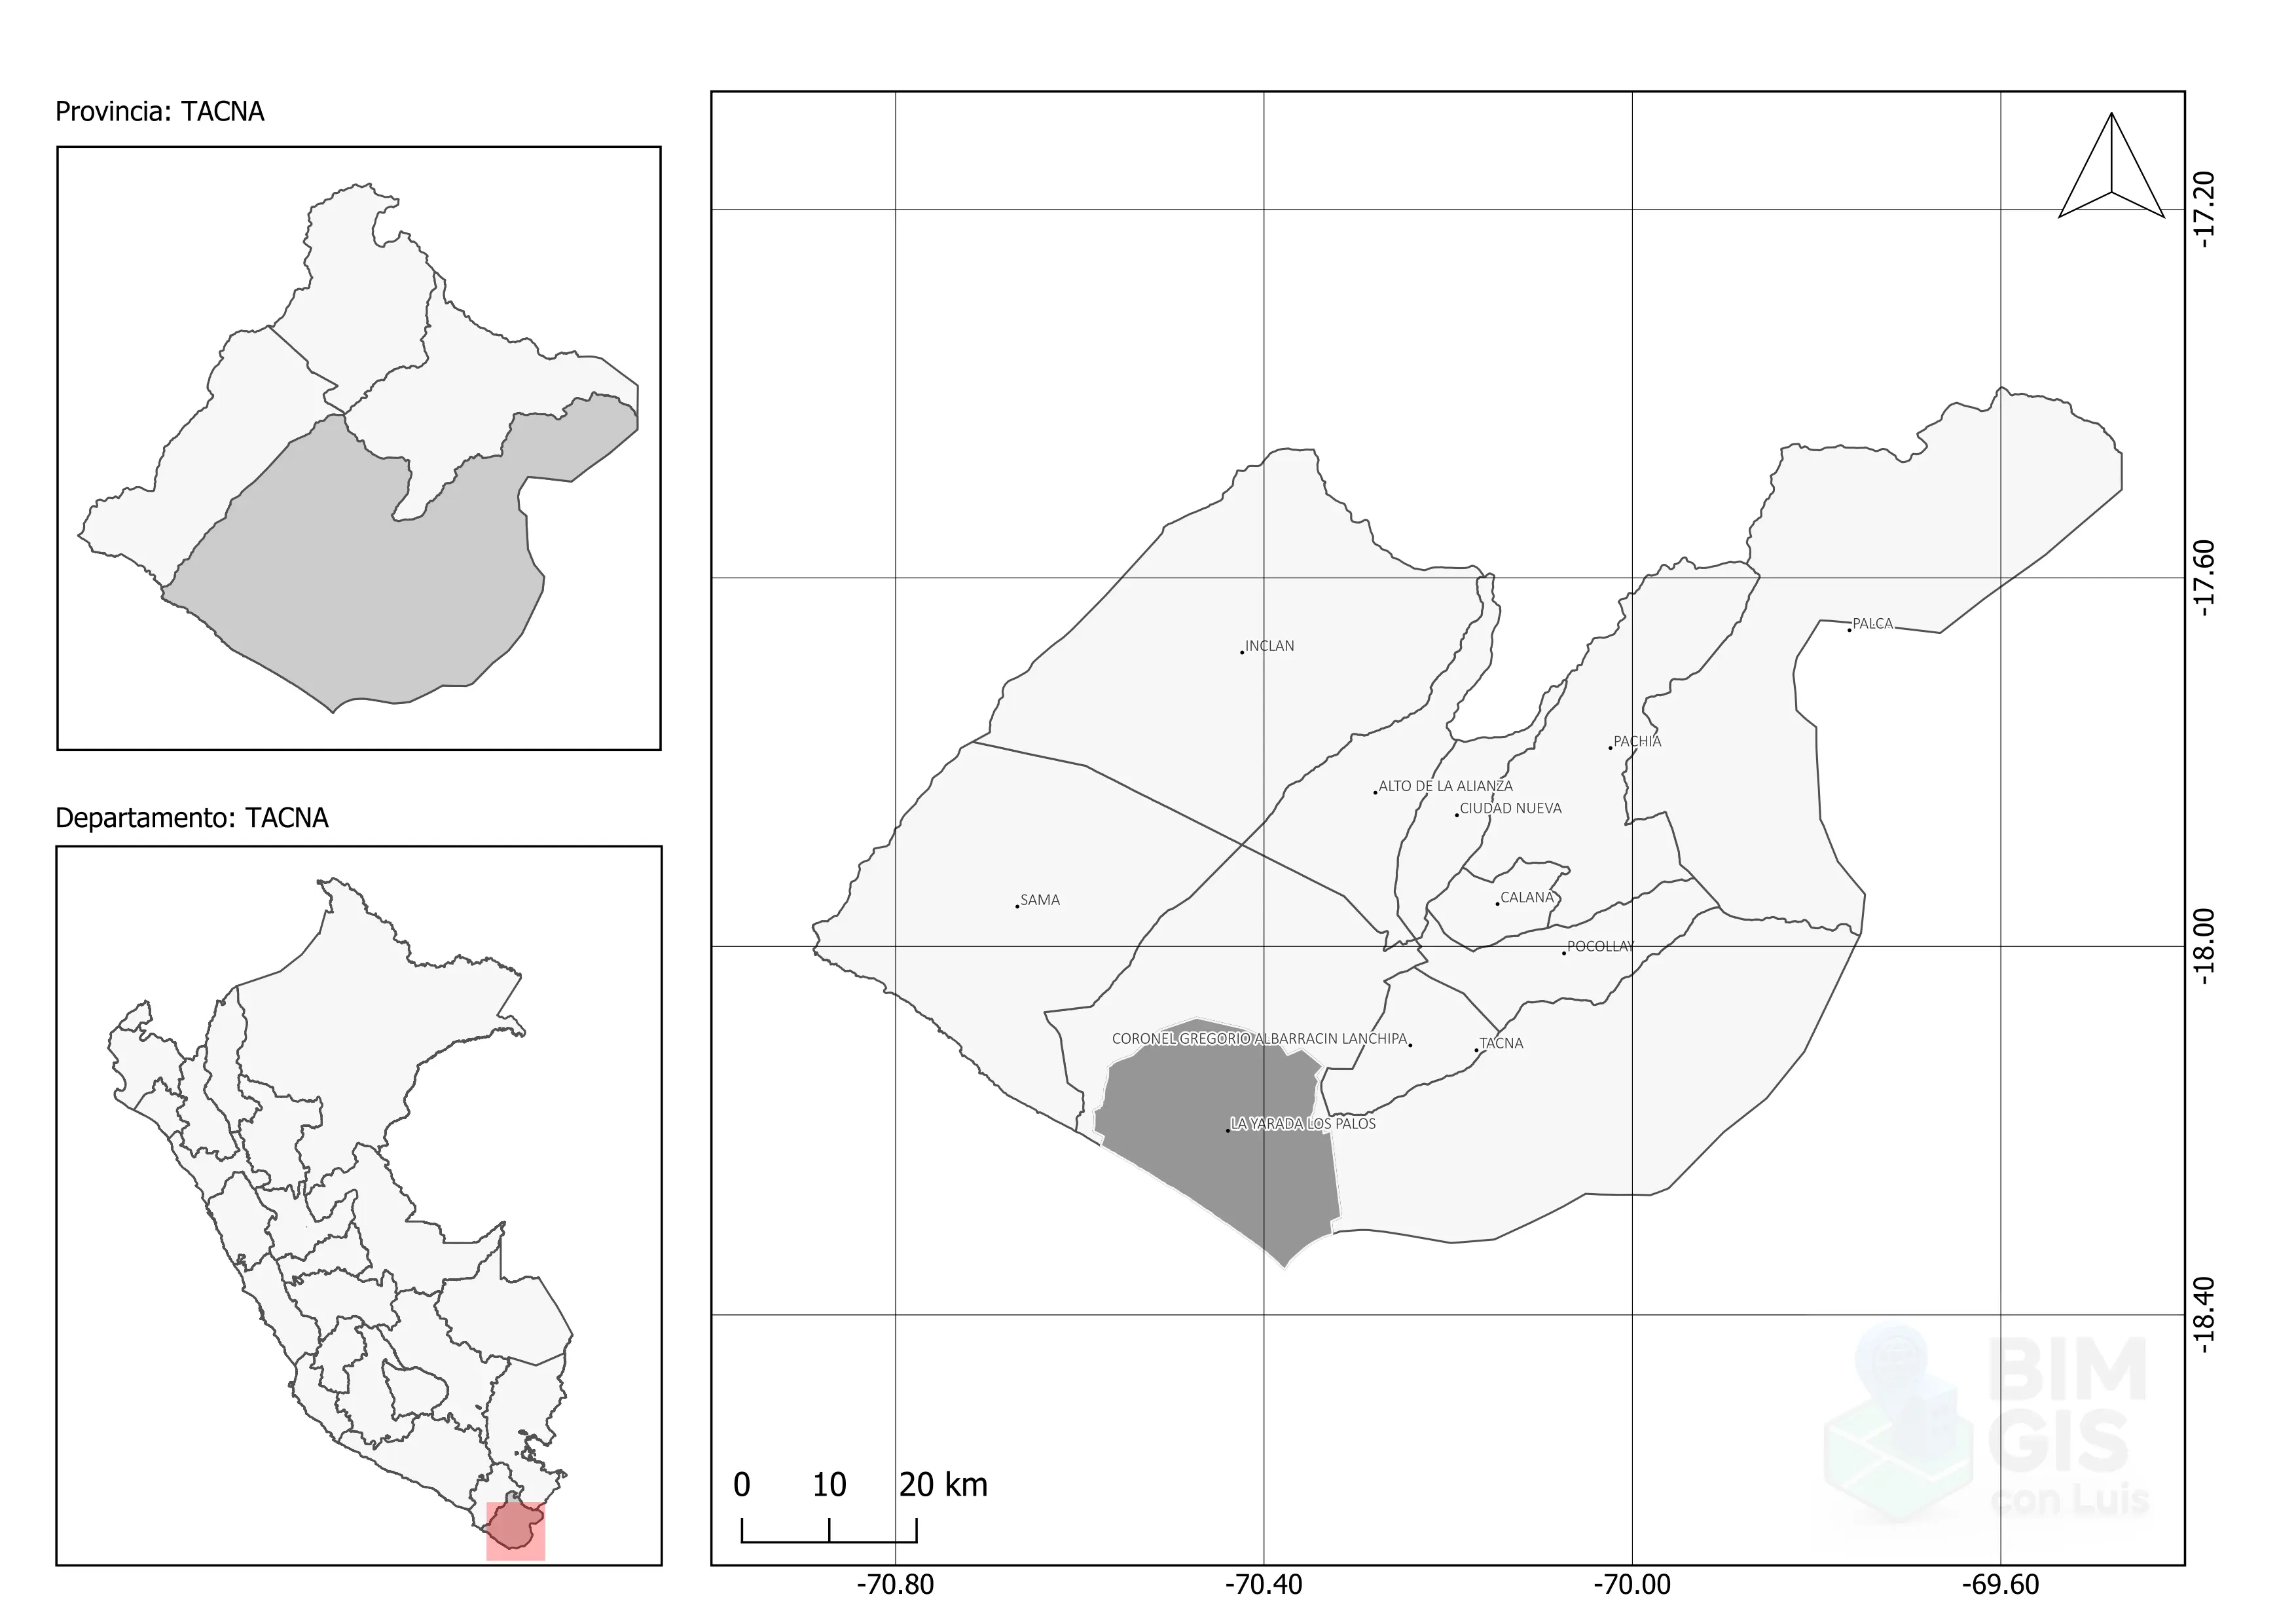 Provincia: TACNA
Departamento: TACNA
-17.20
-17.60
-18.00
-18.40
PALCA
INCLAN
PACHIA
ALTO DE LA ALIANZA
CIUDAD NUEVA
SAMA
CALANA
POCOLLAY
CORONEL GREGORIO ALBARRACIN LANCHIPA
TACNA
LA YARADA LOS PALOS
BIM
GIS
con Luis
0 10 20 km
-70.80 -70.40 -70.00 -69.60